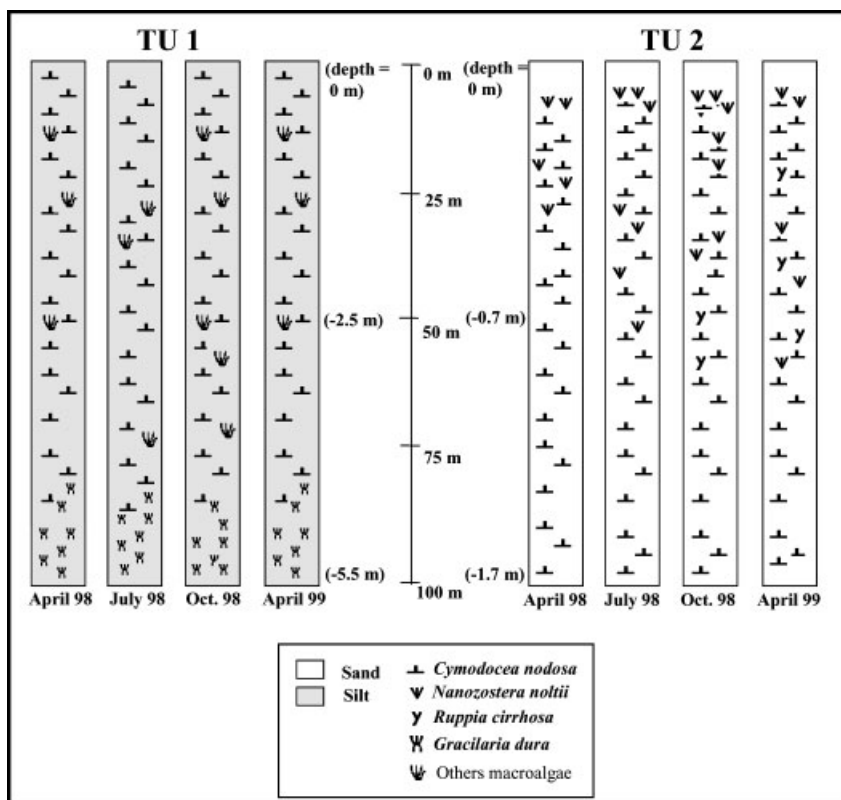 TU 1
TU 2
(depth = 0 m)
0 m
(depth = 0 m)
25 m
(-2.5 m)
50 m
(-0.7 m)
75 m
(-5.5 m)
100 m
(-1.7 m)
April 98
July 98
Oct. 98
April 99
April 98
July 98
Oct. 98
April 99
Sand
Silt
Cymodocea nodosa
Nanozostera noltii
Ruppia cirrhosa
Gracilaria dura
Others macroalgae